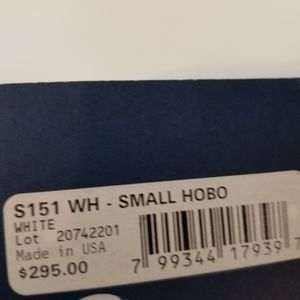 S151 WH - SMALL HOBO
WHITE
Lot 20742201
Made in USA
$295.00
7 99344 17939 7